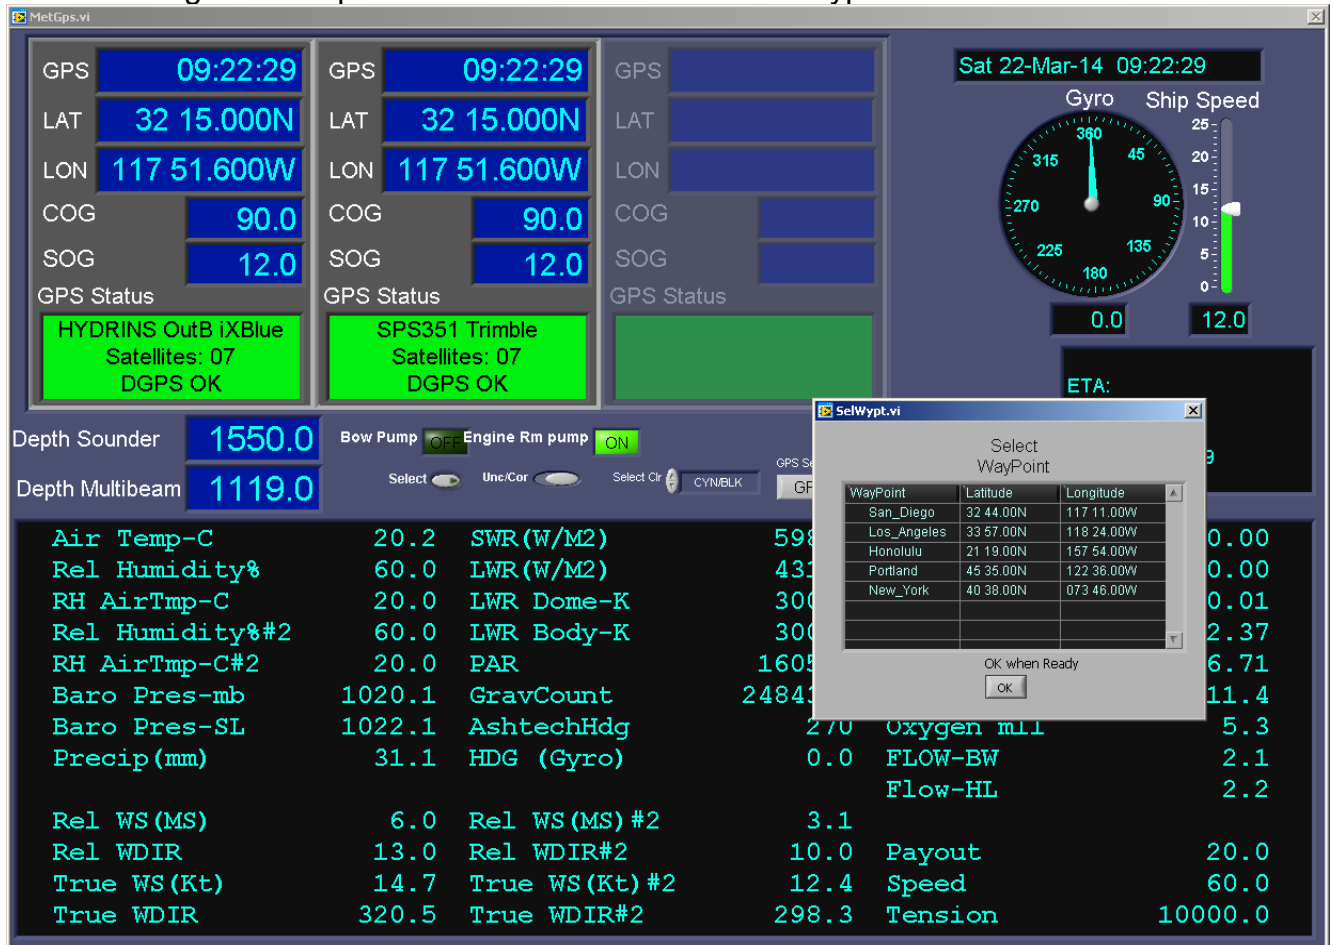 MetGps.vi
GPS 09:22:29 GPS 09:22:29 GPS
LAT 32 15.000N LAT 32 15.000N LAT
LON 117 51.600W LON 117 51.600W LON
COG 90.0 COG 90.0 COG
SOG 12.0 SOG 12.0 SOG
GPS Status GPS Status GPS Status
HYDRINS OutB iXBlue SPS351 Trimble
Satellites: 07 Satellites: 07
DGPS OK DGPS OK
Sat 22-Mar-14 09:22:29
Gyro Ship Speed
360 45 90 135 180 225 270 315
25 20 15 10 5 0
0.0 12.0
ETA:
Depth Sounder 1550.0 Bow Pump OFF Engine Rm pump ON
Depth Multibeam 1119.0 Select Unc/Cor Select Clr CYN/BLK
SelWypt.vi
Select
WayPoint
WayPoint Latitude Longitude
San_Diego 32 44.00N 117 11.00W
Los_Angeles 33 57.00N 118 24.00W
Honolulu 21 19.00N 157 54.00W
Portland 45 35.00N 122 36.00W
New_York 40 38.00N 073 46.00W
OK when Ready
OK
Air Temp-C 20.2 SWR(W/M2)
Rel Humidity% 60.0 LWR(W/M2)
RH AirTmp-C 20.0 LWR Dome-K
Rel Humidity%#2 60.0 LWR Body-K
RH AirTmp-C#2 20.0 PAR
Baro Pres-mb 1020.1 GravCount
Baro Pres-SL 1022.1 AshtechHdg 270 Oxygen mll 5.3
Precip(mm) 31.1 HDG (Gyro) 0.0 FLOW-BW 2.1
Flow-HL 2.2
Rel WS(MS) 6.0 Rel WS(MS)#2 3.1
Rel WDIR 13.0 Rel WDIR#2 10.0 Payout 20.0
True WS(Kt) 14.7 True WS(Kt)#2 12.4 Speed 60.0
True WDIR 320.5 True WDIR#2 298.3 Tension 10000.0